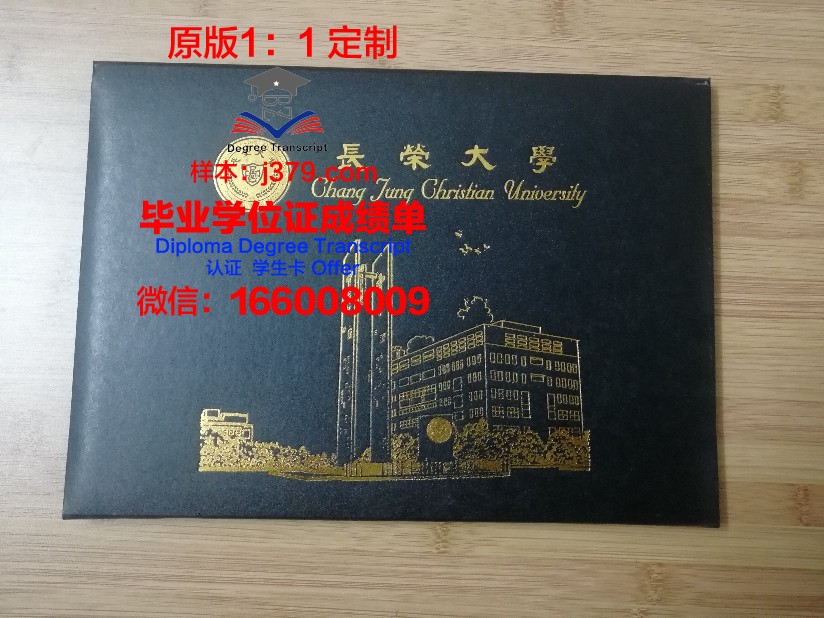 原版1：1 定制
Degree Transcript
長榮大學
样本：j379.com
Chang Jung Christian University
毕业学位证成绩单
Diploma Degree Transcript
认证 学生卡 Offer
微信：166008009